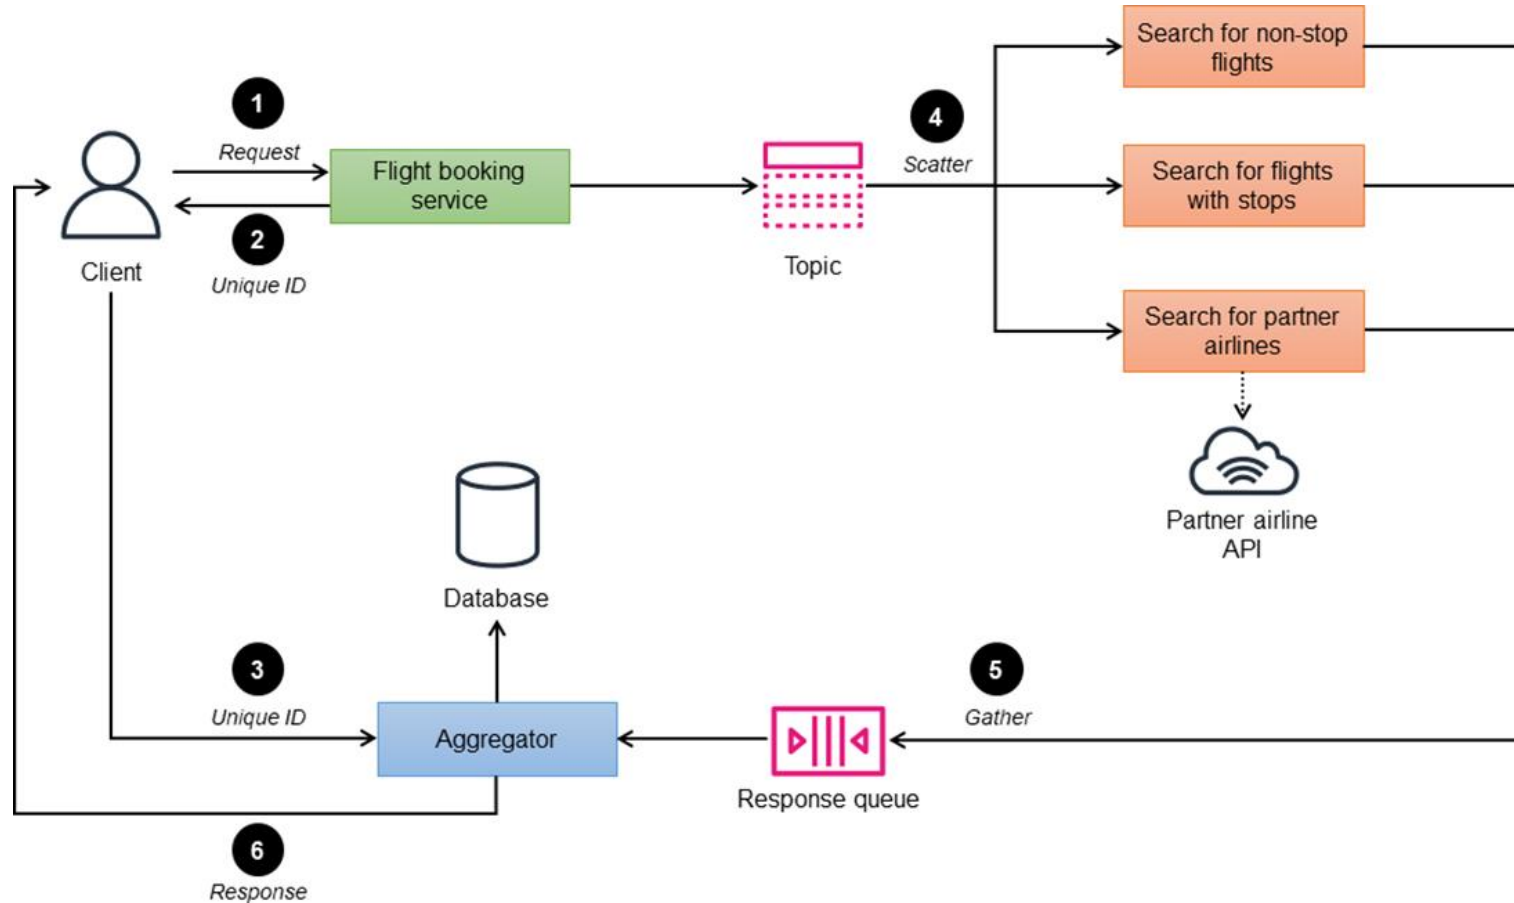 Search for non-stop
flights
1
4
Request
Flight booking
service
Scatter
Search for flights
with stops
2
Client
Topic
Unique ID
Search for partner
airlines
Partner airline
API
Database
3
5
Unique ID
Gather
Aggregator
Response queue
6
Response